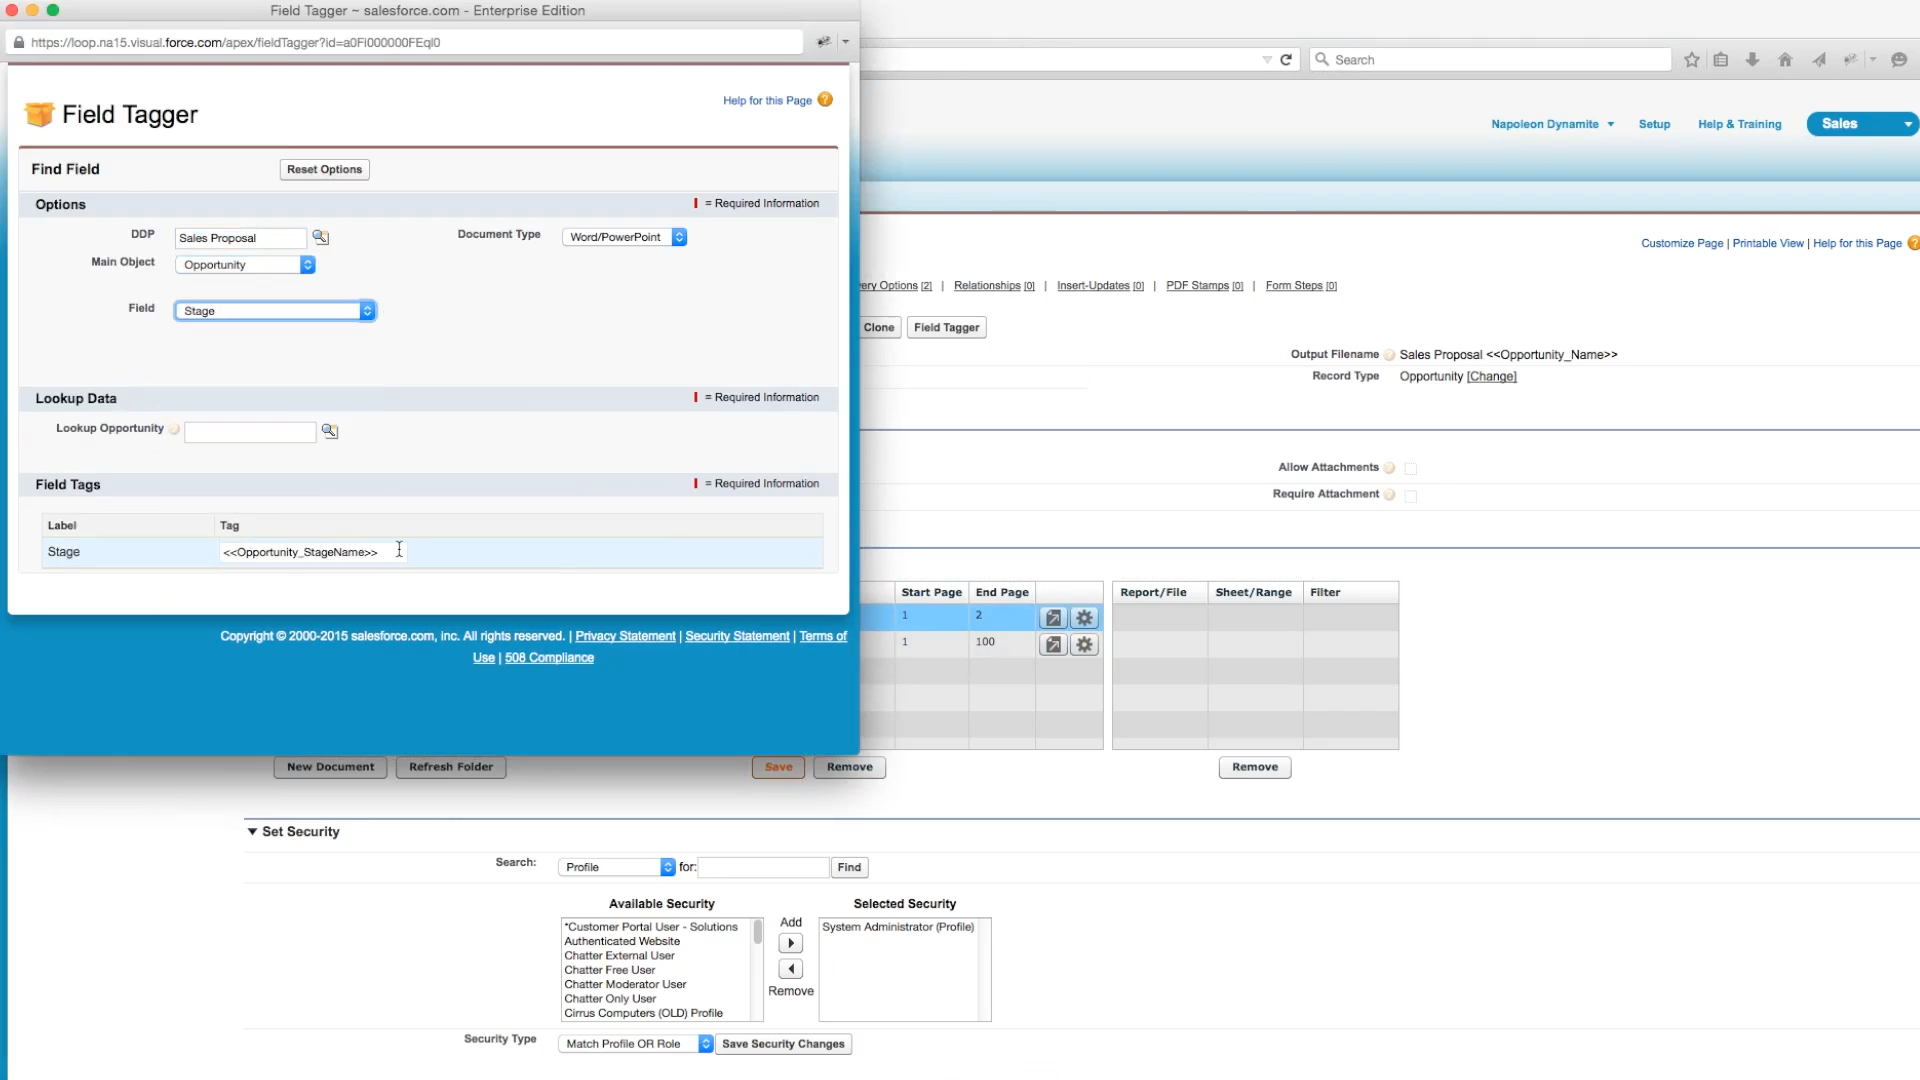 Field Tagger ~ salesforce.com - Enterprise Edition
https://loop.na15.visual.force.com/apex/fieldTagger?id=a0Fi000000FEqI0
Field Tagger
Help for this Page
Find Field
Reset Options
Options
= Required Information
DDP
Sales Proposal
Document Type
Word/PowerPoint
Main Object
Opportunity
Field
Stage
Lookup Data
= Required Information
Lookup Opportunity
Field Tags
= Required Information
Label
Tag
Stage
<<Opportunity_StageName>>
Copyright © 2000-2015 salesforce.com, inc. All rights reserved. | Privacy Statement | Security Statement | Terms of
Use | 508 Compliance
Search
Napoleon Dynamite
Setup
Help & Training
Sales
Customize Page | Printable View | Help for this Page
very Options [2] | Relationships [0] | Insert-Updates [0] | PDF Stamps [0] | Form Steps [0]
Clone
Field Tagger
Output Filename
Sales Proposal <<Opportunity_Name>>
Record Type
Opportunity [Change]
Allow Attachments
Require Attachment
Start Page
End Page
1
2
1
100
Report/File
Sheet/Range
Filter
New Document
Refresh Folder
Save
Remove
Remove
Set Security
Search:
Profile
for:
Find
Available Security
*Customer Portal User - Solutions
Authenticated Website
Chatter External User
Chatter Free User
Chatter Moderator User
Chatter Only User
Cirrus Computers (OLD) Profile
Add
Remove
Selected Security
System Administrator (Profile)
Security Type
Match Profile OR Role
Save Security Changes